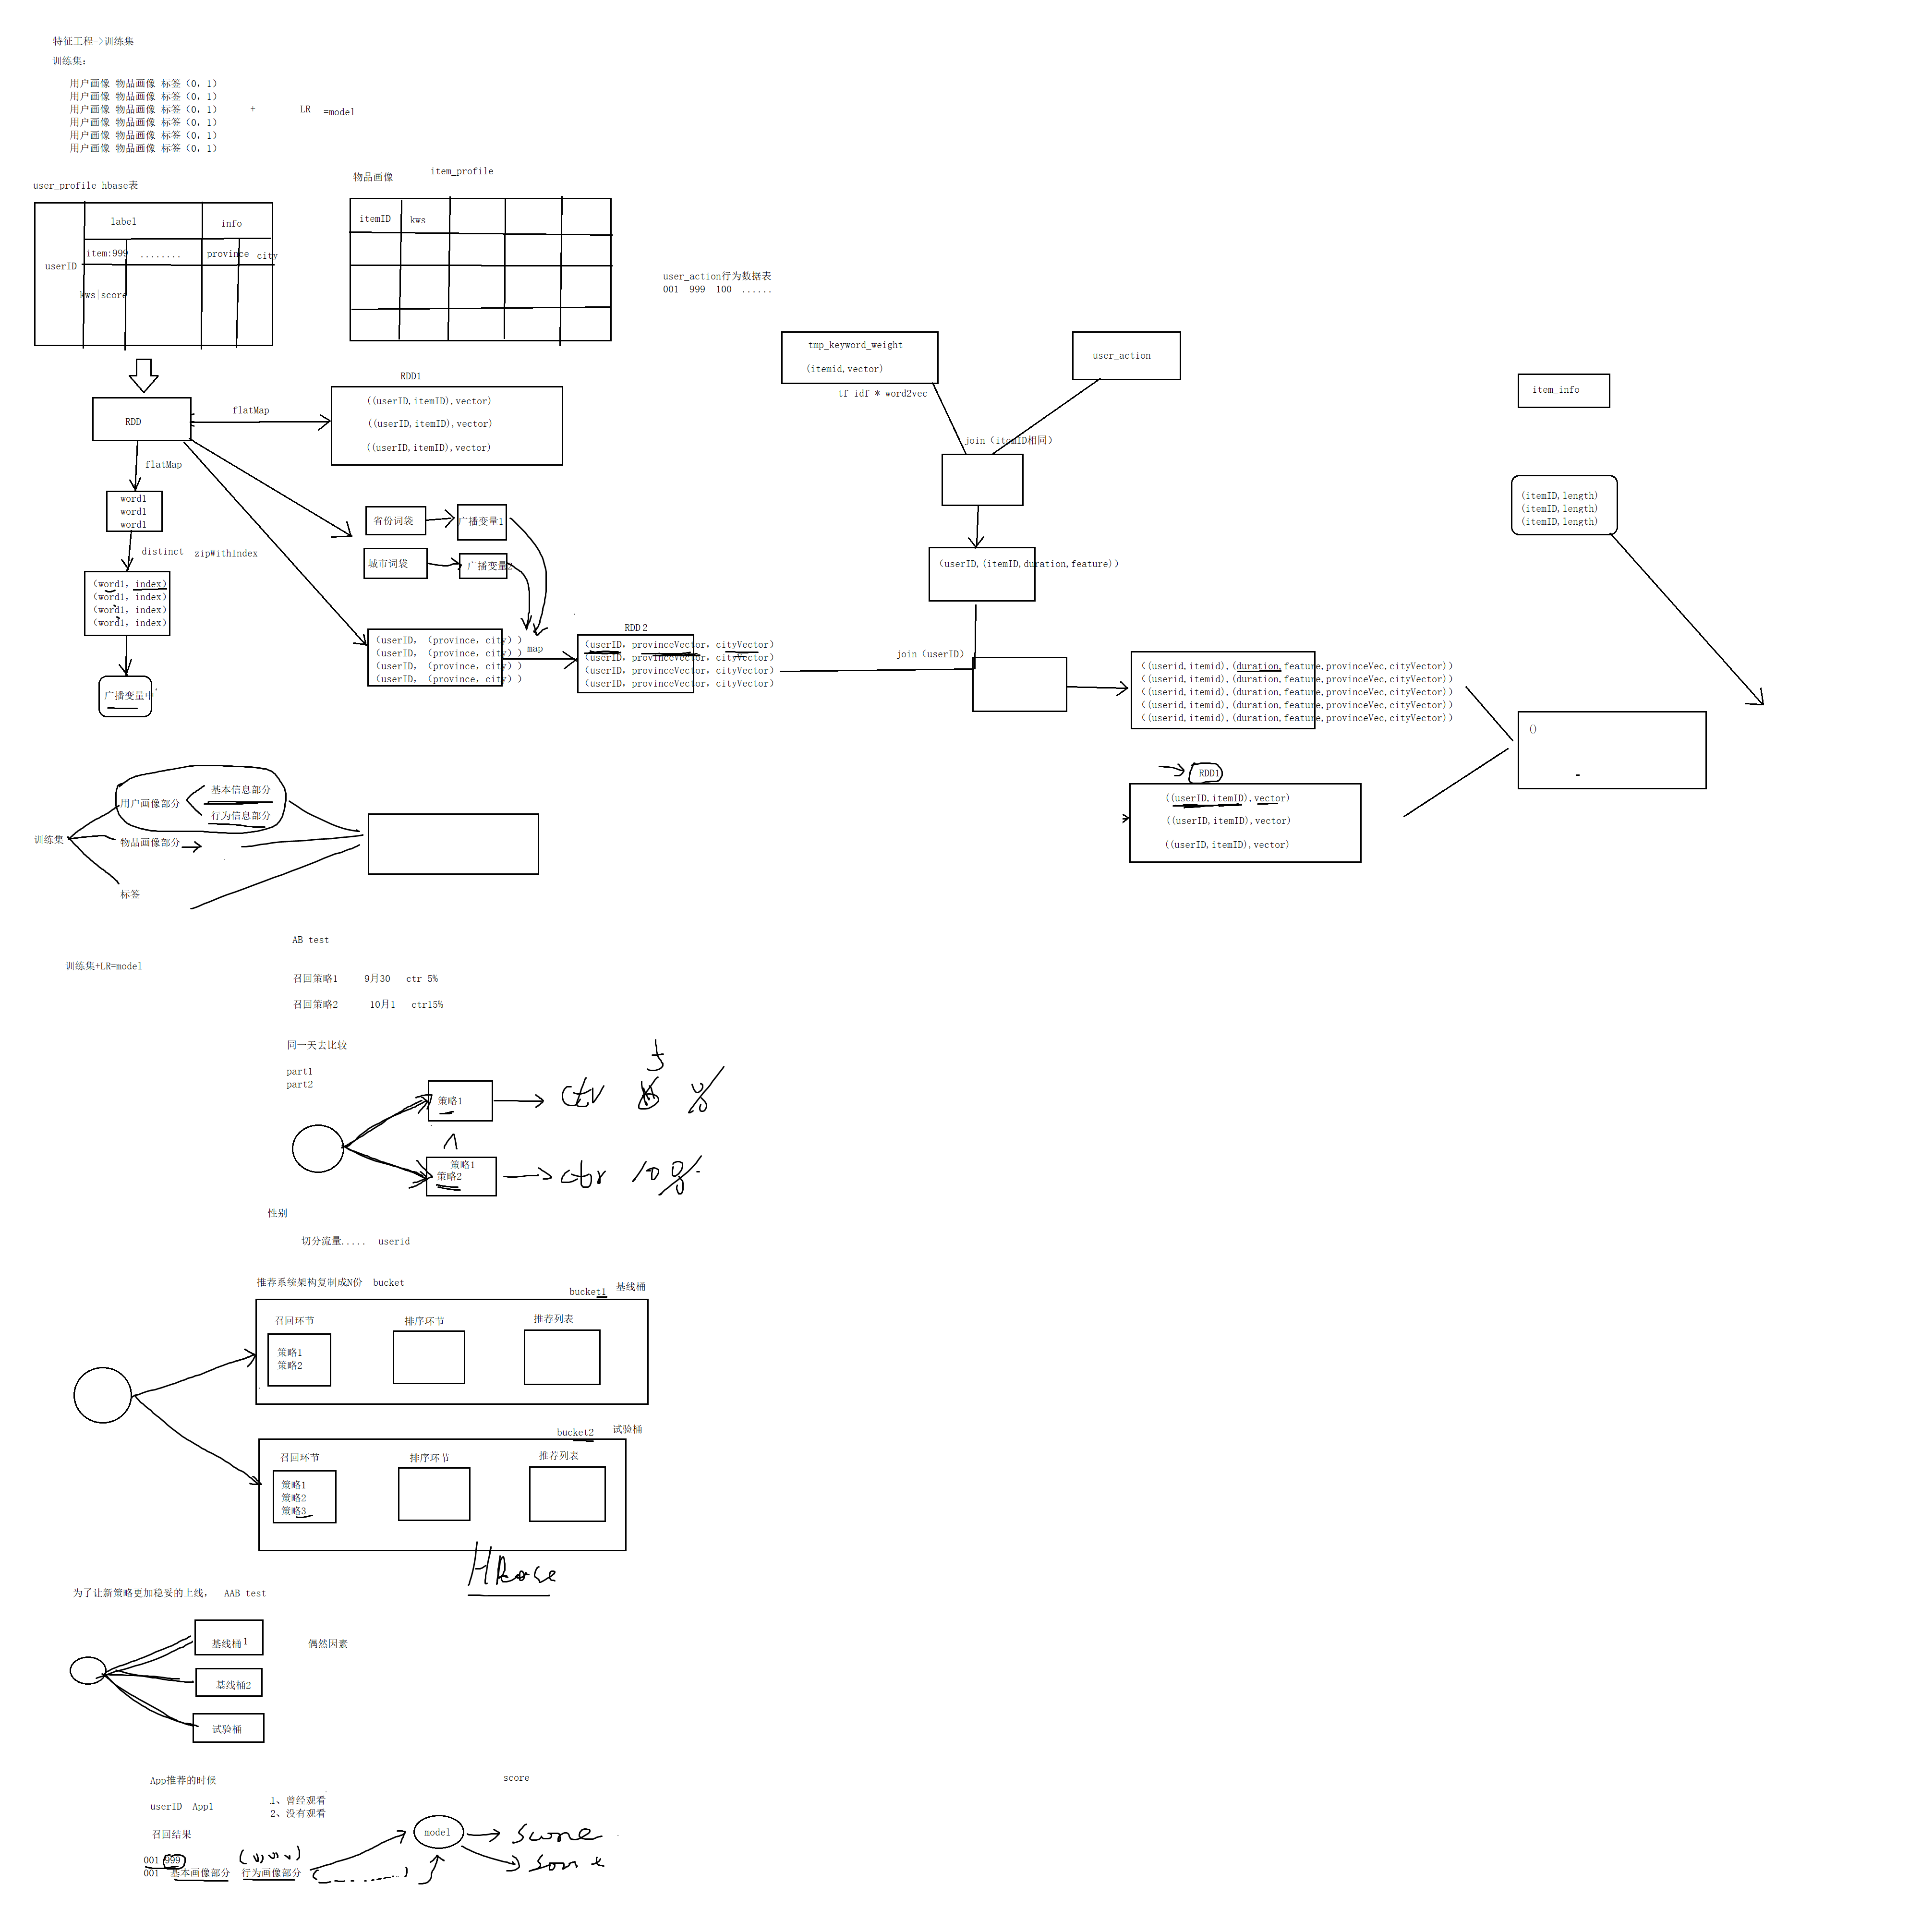 特征工程->训练集
训练集:
用户画像 物品画像 标签（0，1）
用户画像 物品画像 标签（0，1）
用户画像 物品画像 标签（0，1）
用户画像 物品画像 标签（0，1）
用户画像 物品画像 标签（0，1）
用户画像 物品画像 标签（0，1）
+ LR =model
user_profile hbase表
label info
item:999 ........ province city
userID
kws|score
物品画像 item_profile
itemID kws
user_action行为数据表
001 999 100 ......
RDD
flatMap
RDD1
((userID,itemID),vector)
((userID,itemID),vector)
((userID,itemID),vector)
flatMap
word1
word1
word1
distinct zipWithIndex
（word1，index）
（word1，index）
（word1，index）
（word1，index）
广播变量中
省份词袋 广播变量1
城市词袋 广播变量2
（userID，（province，city））
（userID，（province，city））
（userID，（province，city））
（userID，（province，city））
map
RDD2
（userID，provinceVector，cityVector）
（userID，provinceVector，cityVector）
（userID，provinceVector，cityVector）
（userID，provinceVector，cityVector）
tmp_keyword_weight
(itemid,vector)
tf-idf * word2vec
user_action
join（itemID相同）
（userID,(itemID,duration,feature)）
join（userID）
((userid,itemid),(duration,feature,provinceVec,cityVector))
((userid,itemid),(duration,feature,provinceVec,cityVector))
((userid,itemid),(duration,feature,provinceVec,cityVector))
((userid,itemid),(duration,feature,provinceVec,cityVector))
((userid,itemid),(duration,feature,provinceVec,cityVector))
item_info
(itemID,length)
(itemID,length)
(itemID,length)
()
RDD1
((userID,itemID),vector)
((userID,itemID),vector)
((userID,itemID),vector)
训练集
用户画像部分
基本信息部分
行为信息部分
物品画像部分
标签
训练集+LR=model
AB test
召回策略1 9月30 ctr 5%
召回策略2 10月1 ctr15%
同一天去比较
part1
part2
策略1
ctr 5 %
策略1
策略2
ctr 10 %
性别
切分流量..... userid
推荐系统架构复制成N份 bucket
bucket1 基线桶
召回环节 排序环节 推荐列表
策略1
策略2
bucket2 试验桶
召回环节 排序环节 推荐列表
策略1
策略2
策略3
HBase
为了让新策略更加稳妥的上线， AAB test
基线桶1
偶然因素
基线桶2
试验桶
App推荐的时候
score
userID App1
1、曾经观看
2、没有观看
召回结果
model
score
score
001 999
001 基本画像部分 行为画像部分